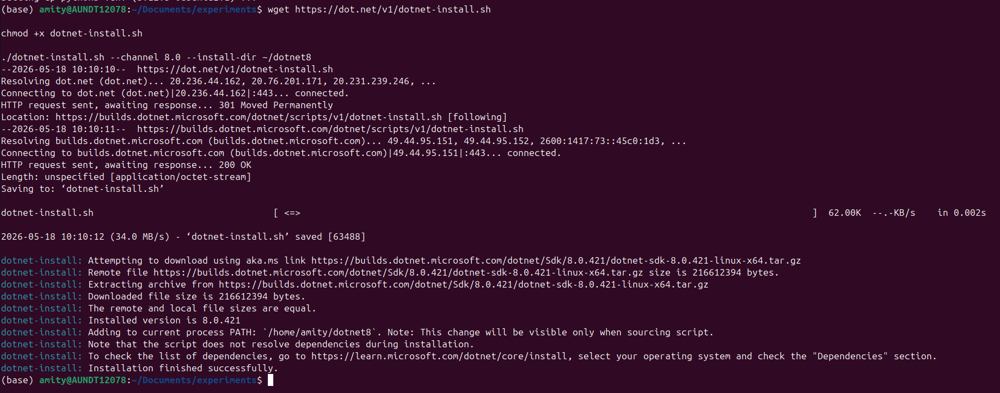 (base) amity@AUNDT12078:~/Documents/experiments$ wget https://dot.net/v1/dotnet-install.sh
chmod +x dotnet-install.sh
./dotnet-install.sh --channel 8.0 --install-dir ~/dotnet8
--2026-05-18 10:10:10--  https://dot.net/v1/dotnet-install.sh
Resolving dot.net (dot.net)... 20.236.44.162, 20.76.201.171, 20.231.239.246, ...
Connecting to dot.net (dot.net)|20.236.44.162|:443... connected.
HTTP request sent, awaiting response... 301 Moved Permanently
Location: https://builds.dotnet.microsoft.com/dotnet/scripts/v1/dotnet-install.sh [following]
--2026-05-18 10:10:11--  https://builds.dotnet.microsoft.com/dotnet/scripts/v1/dotnet-install.sh
Resolving builds.dotnet.microsoft.com (builds.dotnet.microsoft.com)... 49.44.95.151, 49.44.95.152, 2600:1417:73::45c0:1d3, ...
Connecting to builds.dotnet.microsoft.com (builds.dotnet.microsoft.com)|49.44.95.151|:443... connected.
HTTP request sent, awaiting response... 200 OK
Length: unspecified [application/octet-stream]
Saving to: ‘dotnet-install.sh’
dotnet-install.sh [ <=> ] 62.00K --.-KB/s in 0.002s
2026-05-18 10:10:12 (34.0 MB/s) - ‘dotnet-install.sh’ saved [63488]
dotnet-install: Attempting to download using aka.ms link https://builds.dotnet.microsoft.com/dotnet/Sdk/8.0.421/dotnet-sdk-8.0.421-linux-x64.tar.gz
dotnet-install: Remote file https://builds.dotnet.microsoft.com/dotnet/Sdk/8.0.421/dotnet-sdk-8.0.421-linux-x64.tar.gz size is 216612394 bytes.
dotnet-install: Extracting archive from https://builds.dotnet.microsoft.com/dotnet/Sdk/8.0.421/dotnet-sdk-8.0.421-linux-x64.tar.gz
dotnet-install: Downloaded file size is 216612394 bytes.
dotnet-install: The remote and local file sizes are equal.
dotnet-install: Installed version is 8.0.421
dotnet-install: Adding to current process PATH: `/home/amity/dotnet8`. Note: This change will be visible only when sourcing script.
dotnet-install: Note that the script does not resolve dependencies during installation.
dotnet-install: To check the list of dependencies, go to https://learn.microsoft.com/dotnet/core/install, select your operating system and check the "Dependencies" section.
dotnet-install: Installation finished successfully.
(base) amity@AUNDT12078:~/Documents/experiments$